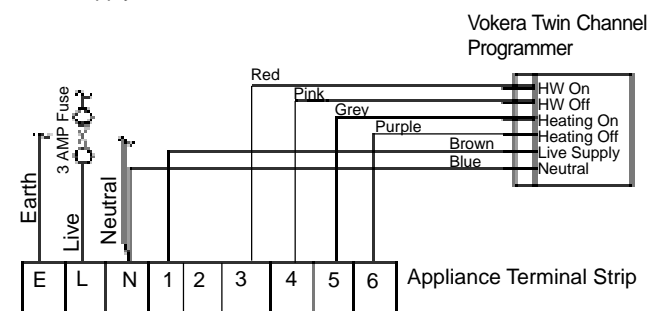 Vokera Twin Channel
Programmer
Red
Pink
Grey
Purple
Brown
Blue
HW On
HW Off
Heating On
Heating Off
Live Supply
Neutral
3 AMP Fuse
Earth
Live
Neutral
E L N 1 2 3 4 5 6
Appliance Terminal Strip